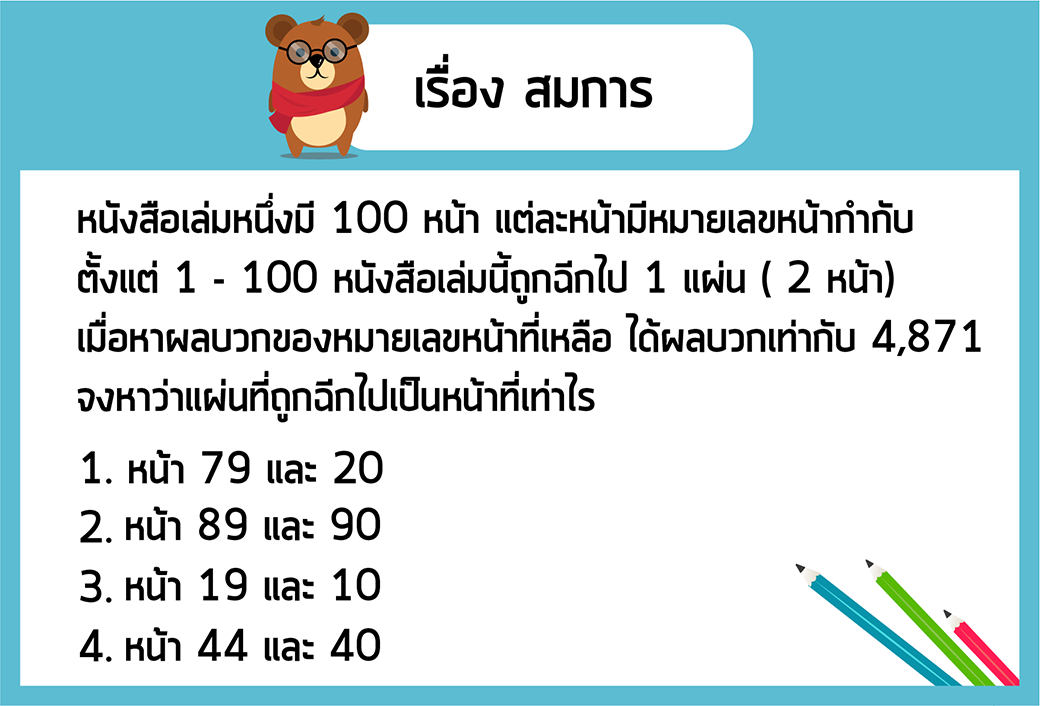 เรื่อง สมการ
หนังสือเล่มหนึ่งมี 100 หน้า แต่ละหน้ามีหมายเลขหน้ากำกับ
ตั้งแต่ 1 - 100 หนังสือเล่มนี้ถูกฉีกไป 1 แผ่น ( 2 หน้า)
เมื่อหาผลบวกของหมายเลขหน้าที่เหลือ ได้ผลบวกเท่ากับ 4,871
จงหาว่าแผ่นที่ถูกฉีกไปเป็นหน้าที่เท่าไร
1. หน้า 79 และ 20
2. หน้า 89 และ 90
3. หน้า 19 และ 10
4. หน้า 44 และ 40